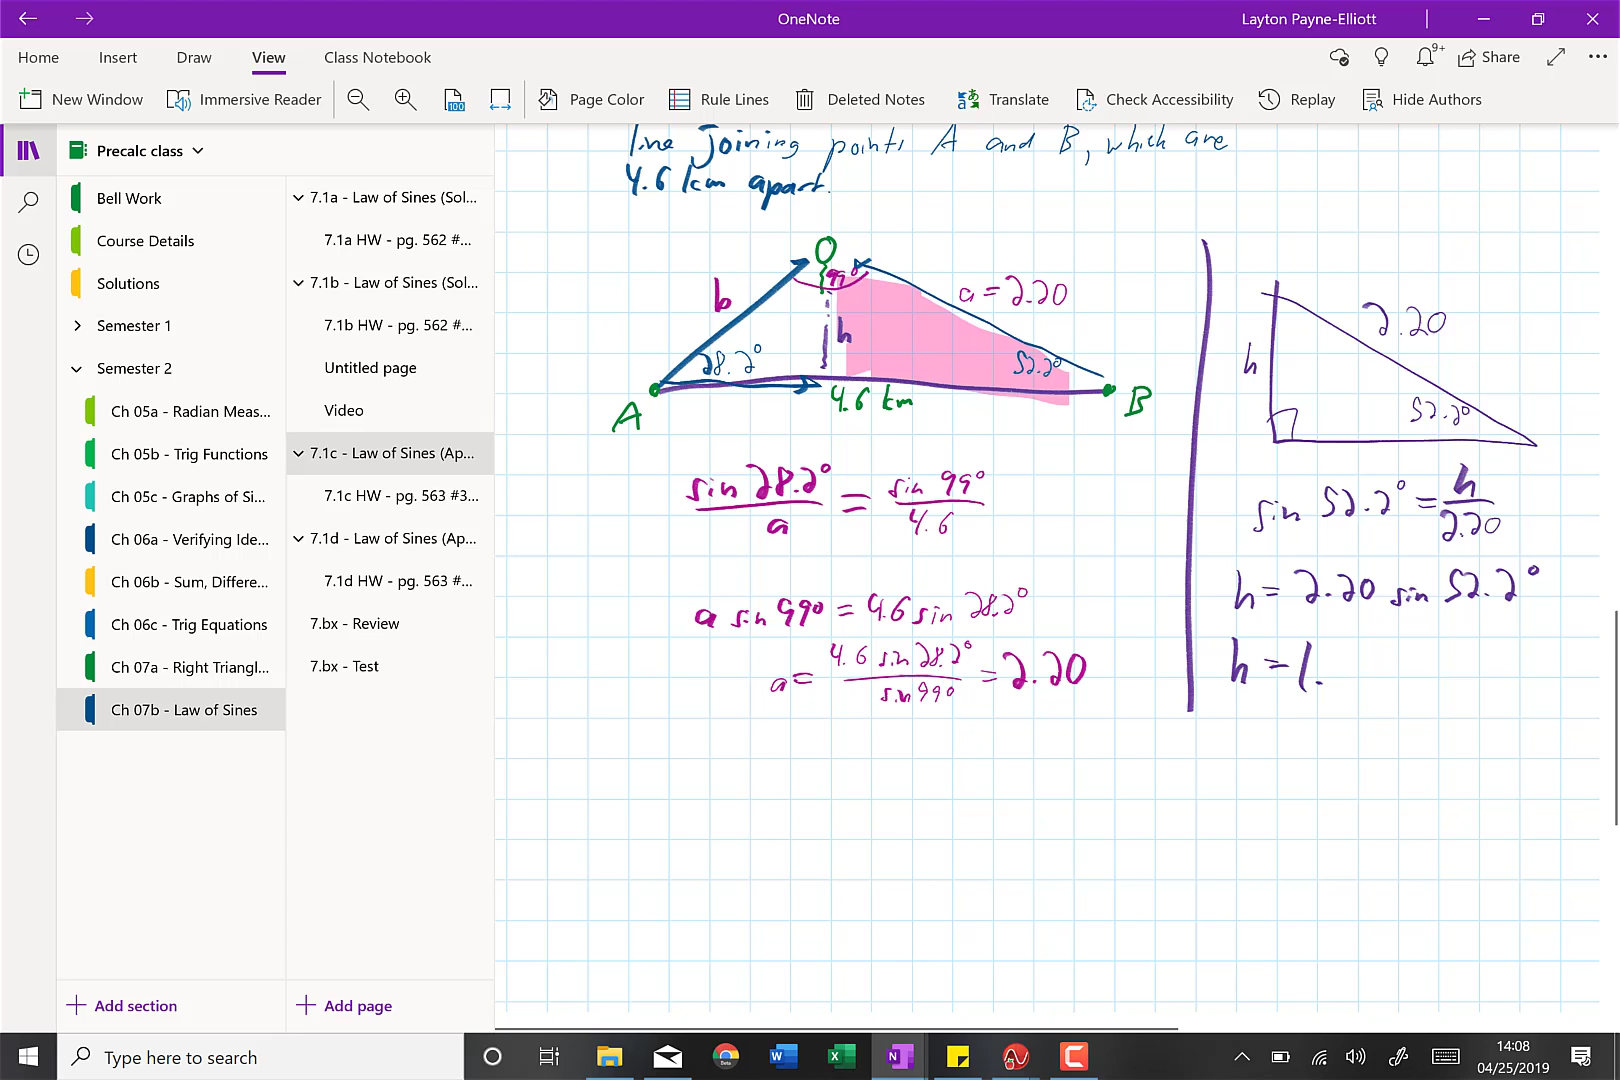 OneNote
Layton Payne-Elliott
Home
Insert
Draw
View
Class Notebook
9+
Share
New Window
Immersive Reader
100
Page Color
Rule Lines
Deleted Notes
Translate
Check Accessibility
Replay
Hide Authors
Precalc class
Bell Work
Course Details
Solutions
Semester 1
Semester 2
Ch 05a - Radian Meas...
Ch 05b - Trig Functions
Ch 05c - Graphs of Si...
Ch 06a - Verifying Ide...
Ch 06b - Sum, Differe...
Ch 06c - Trig Equations
Ch 07a - Right Triangl...
Ch 07b - Law of Sines
Add section
7.1a - Law of Sines (Sol...
7.1a HW - pg. 562 #...
7.1b - Law of Sines (Sol...
7.1b HW - pg. 562 #...
Untitled page
Video
7.1c - Law of Sines (Ap...
7.1c HW - pg. 563 #3...
7.1d - Law of Sines (Ap...
7.1d HW - pg. 563 #...
7.bx - Review
7.bx - Test
Add page
line joining points A and B, which are
4.6 km apart.
99°
b
a = 2.20
h
28.2°
52.2°
A
4.6 km
B
sin 28.2° / a = sin 99° / 4.6
a sin 99° = 4.6 sin 28.2°
a = 4.6 sin 28.2° / sin 99° = 2.20
2.20
h
52.2°
sin 52.2° = h / 2.20
h = 2.20 sin 52.2°
h = 1.
Type here to search
14:08
04/25/2019